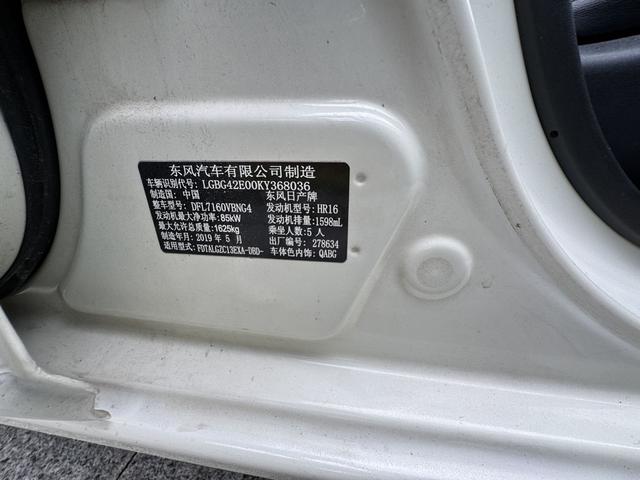 东风汽车有限公司制造
车辆识别代号: LGBG42E00KY368036
制造国: 中国 东风日产牌
整车型号: DFL7160VBNG4 发动机型号: HR16
发动机最大净功率: 85kW 发动机排量: 1598mL
最大允许总质量: 1625kg 乘坐人数: 5 人
制造年月: 2019 年 5 月 出厂编号: 278634
适用型式: FDTALGZC13EXA-DBD- 车体色内饰: QABG